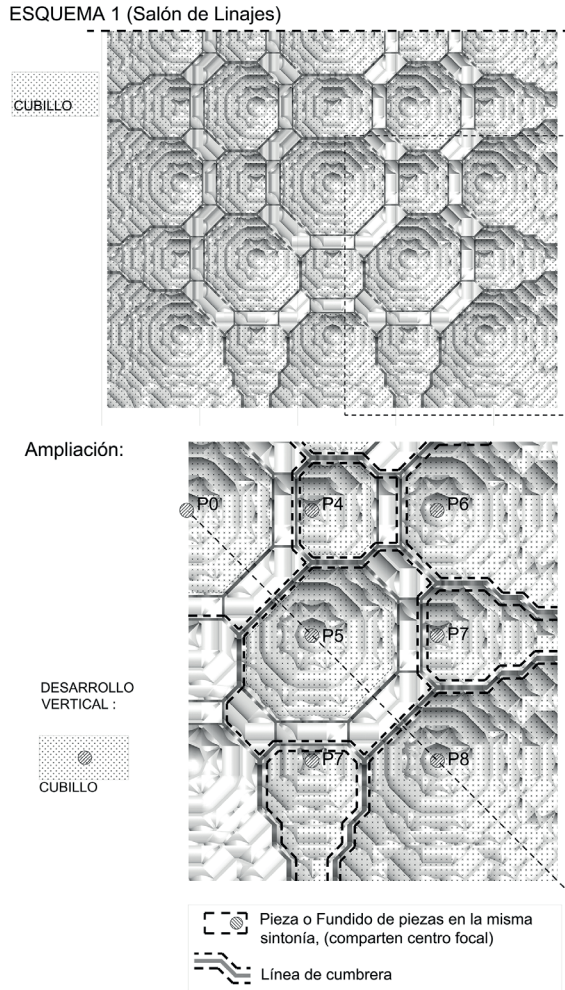 ESQUEMA 1 (Salón de Linajes)
CUBILLO
Ampliación:
P0
P4
P6
P5
P7
DESARROLLO
VERTICAL :
P7
P8
CUBILLO
Pieza o Fundido de piezas en la misma
sintonía, (comparten centro focal)
Línea de cumbrera